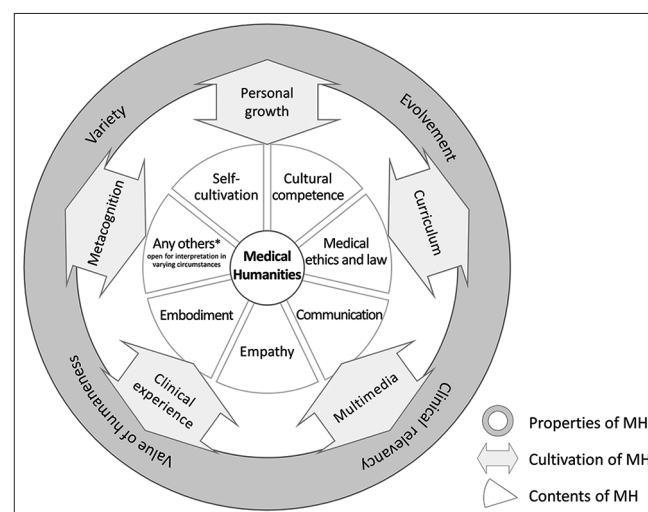 Personal
growth
Variety
Evolvement
Self-
cultivation
Cultural
competence
Metacognition
Curriculum
Any others*
open for interpretation in
varying circumstances
Medical
Humanities
Medical
ethics and law
Embodiment
Communication
Empathy
Clinical
experience
Multimedia
Value of humaneness
Clinical relevancy
Properties of MH
Cultivation of MH
Contents of MH